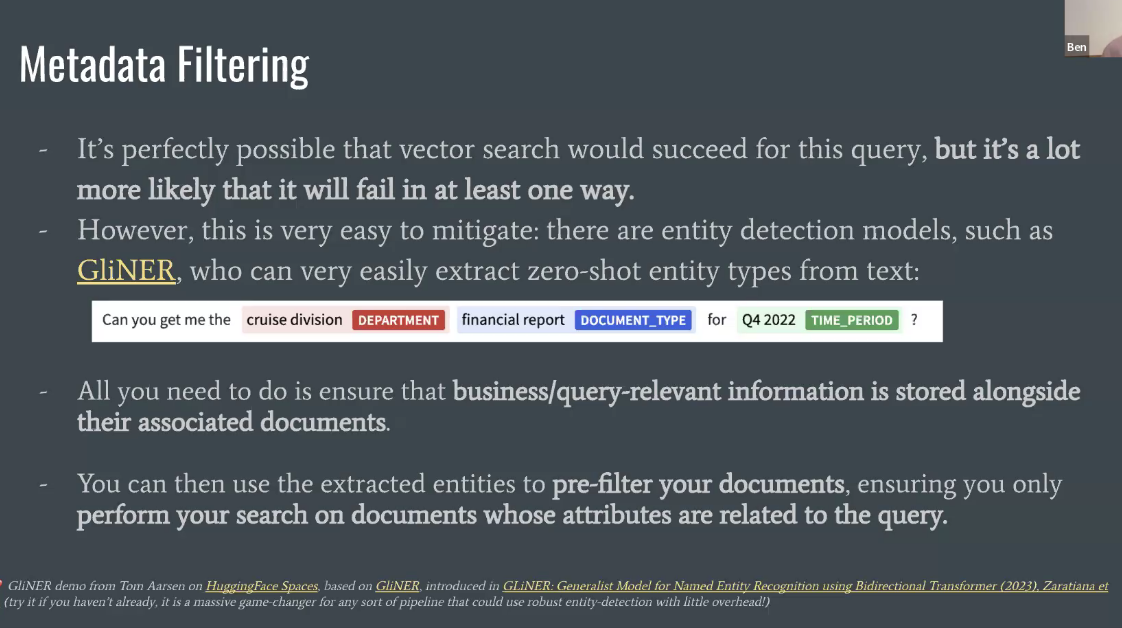 Ben
Metadata Filtering
- It's perfectly possible that vector search would succeed for this query, but it's a lot
more likely that it will fail in at least one way.
- However, this is very easy to mitigate: there are entity detection models, such as
GliNER, who can very easily extract zero-shot entity types from text:
Can you get me the cruise division DEPARTMENT financial report DOCUMENT_TYPE for Q4 2022 TIME_PERIOD ?
- All you need to do is ensure that business/query-relevant information is stored alongside
their associated documents.
- You can then use the extracted entities to pre-filter your documents, ensuring you only
perform your search on documents whose attributes are related to the query.
GliNER demo from Tom Aarsen on HuggingFace Spaces, based on GliNER, introduced in GLiNER: Generalist Model for Named Entity Recognition using Bidirectional Transformer (2023), Zaratiana et
(try it if you haven't already, it is a massive game-changer for any sort of pipeline that could use robust entity-detection with little overhead!)